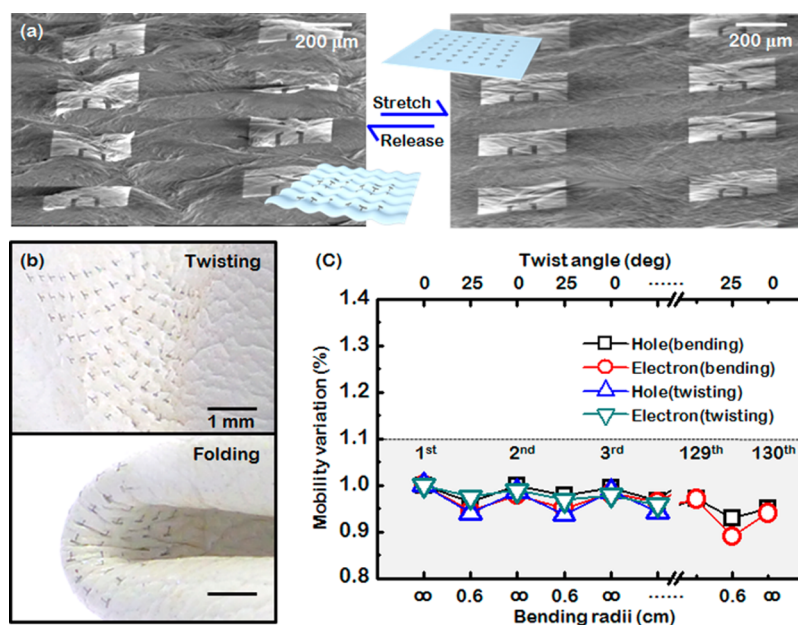 (a)
200 μm
Stretch
Release
200 μm
(b)
Twisting
1 mm
Folding
(C)
Twist angle (deg)
0 25 0 25 0 ...... 25 0
1.4
1.3
1.2
1.1
1.0
0.9
0.8
Mobility variation (%)
Hole(bending)
Electron(bending)
Hole(twisting)
Electron(twisting)
1st 2nd 3rd 129th 130th
∞ 0.6 ∞ 0.6 ∞ ...... 0.6 ∞
Bending radii (cm)